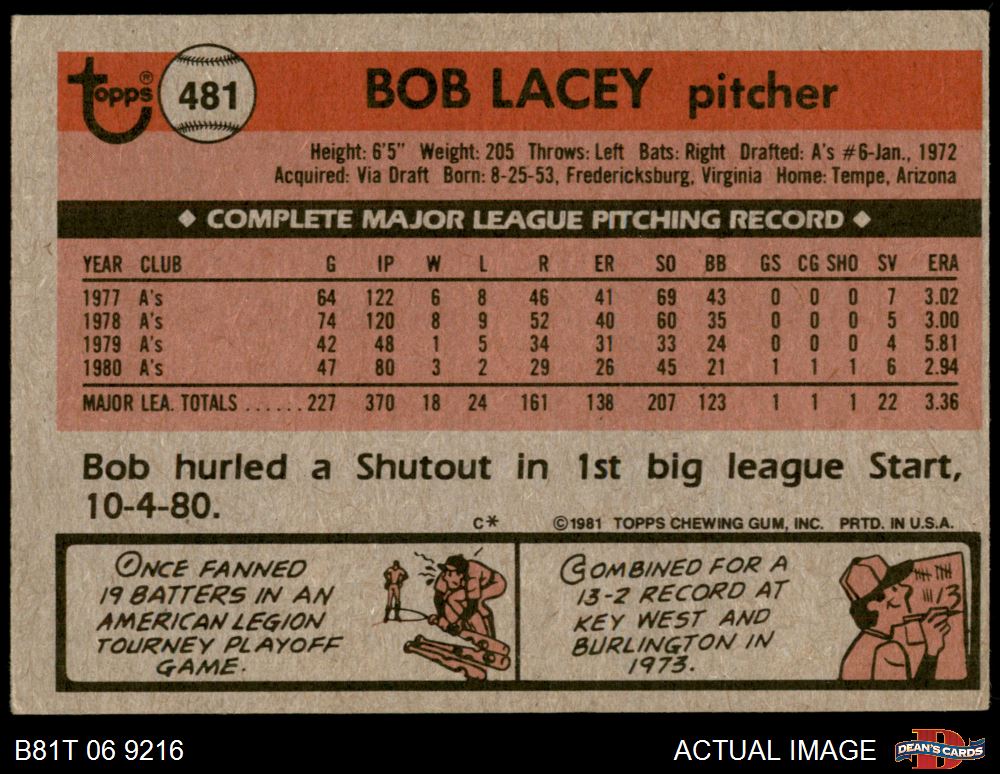 topps® 481 BOB LACEY pitcher
Height: 6'5" Weight: 205 Throws: Left Bats: Right Drafted: A's #6-Jan., 1972
Acquired: Via Draft Born: 8-25-53, Fredericksburg, Virginia Home: Tempe, Arizona
◆ COMPLETE MAJOR LEAGUE PITCHING RECORD ◆
YEAR CLUB G IP W L R ER SO BB GS CG SHO SV ERA
1977 A's 64 122 6 8 46 41 69 43 0 0 0 7 3.02
1978 A's 74 120 8 9 52 40 60 35 0 0 0 5 3.00
1979 A's 42 48 1 5 34 31 33 24 0 0 0 4 5.81
1980 A's 47 80 3 2 29 26 45 21 1 1 1 6 2.94
MAJOR LEA. TOTALS ......227 370 18 24 161 138 207 123 1 1 1 22 3.36
Bob hurled a Shutout in 1st big league Start,
10-4-80.
C* ©1981 TOPPS CHEWING GUM, INC. PRTD. IN U.S.A.
ONCE FANNED
19 BATTERS IN AN
AMERICAN LEGION
TOURNEY PLAYOFF
GAME.
COMBINED FOR A
13-2 RECORD AT
KEY WEST AND
BURLINGTON IN
1973.
13
B81T 06 9216 ACTUAL IMAGE D DEAN'S CARDS